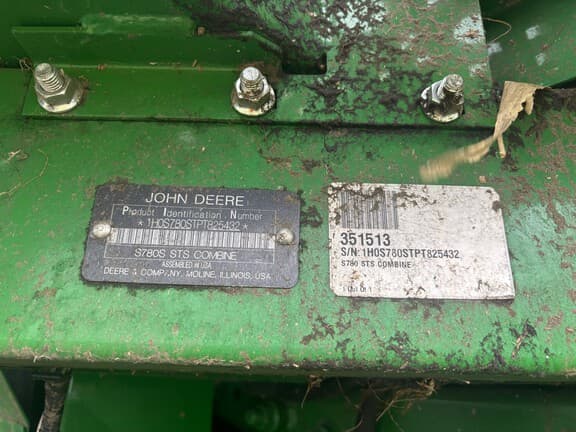 JOHN DEERE
Product Identification Number
*1H0S780STPT825432*
S780S STS COMBINE
ASSEMBLED IN USA
DEERE & COMPANY, MOLINE, ILLINOIS, USA
351513
S/N:1H0S780STPT825432
S780 STS COMBINE